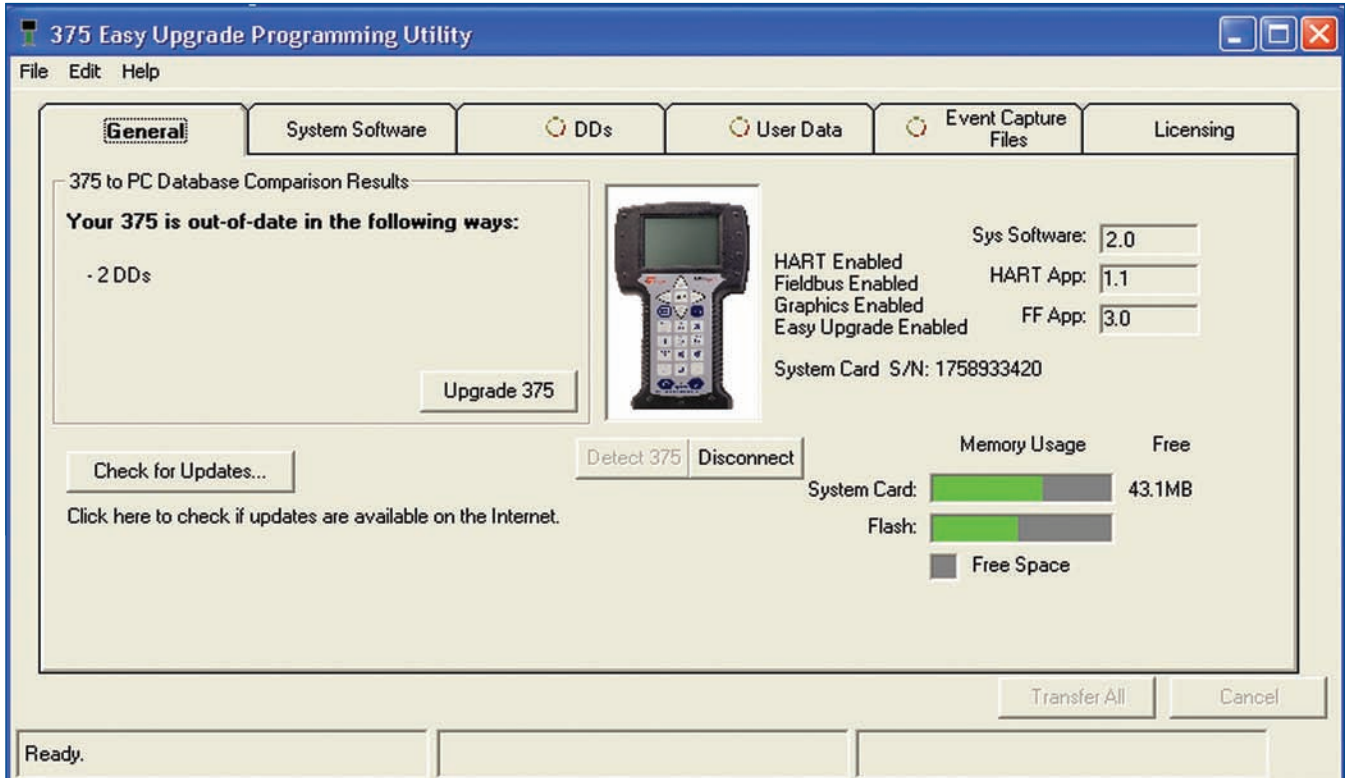 375 Easy Upgrade Programming Utility
File Edit Help
General
System Software
DDs
User Data
Event Capture
Files
Licensing
375 to PC Database Comparison Results
Your 375 is out-of-date in the following ways:
- 2 DDs
Upgrade 375
HART Enabled
Fieldbus Enabled
Graphics Enabled
Easy Upgrade Enabled
Sys Software: 2.0
HART App: 1.1
FF App: 3.0
System Card S/N: 1758933420
Detect 375
Disconnect
Check for Updates...
Click here to check if updates are available on the Internet.
Memory Usage Free
System Card: 43.1MB
Flash:
Free Space
Transfer All
Cancel
Ready.